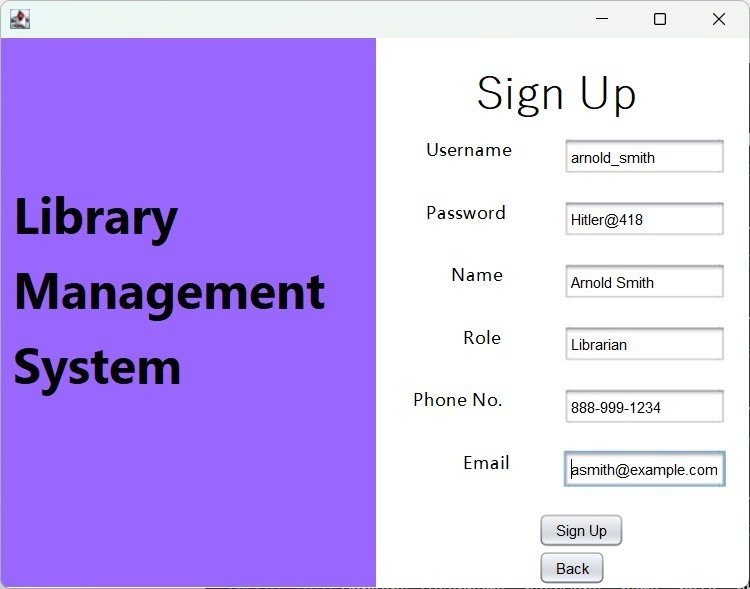 Library
Management
System
Sign Up
Username
arnold_smith
Password
Hitler@418
Name
Arnold Smith
Role
Librarian
Phone No.
888-999-1234
Email
asmith@example.com
Sign Up
Back